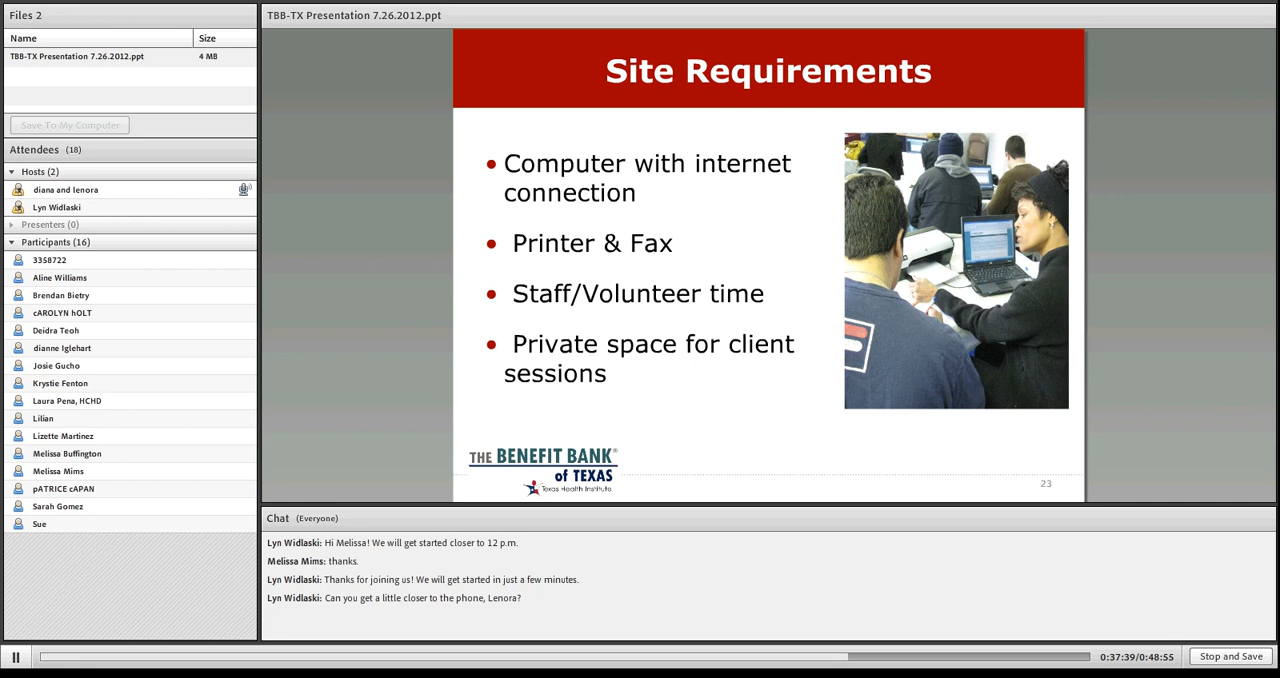 Files 2
Name Size
TBB-TX Presentation 7.26.2012.ppt 4 MB
Save To My Computer
Attendees (18)
Hosts (2)
diana and lenora
Lyn Widlaski
Presenters (0)
Participants (16)
3358722
Aline Williams
Brendan Bietry
cAROLYN hOLT
Deidra Teoh
dianne Iglehart
Josie Gucho
Krystie Fenton
Laura Pena, HCHD
Lilian
Lizette Martinez
Melissa Buffington
Melissa Mims
pATRICE cAPAN
Sarah Gomez
Sue
TBB-TX Presentation 7.26.2012.ppt
Site Requirements
• Computer with internet
connection
• Printer & Fax
• Staff/Volunteer time
• Private space for client
sessions
THE BENEFIT BANK®
of TEXAS
Texas Health Institute
23
Chat (Everyone)
Lyn Widlaski: Hi Melissa! We will get started closer to 12 p.m.
Melissa Mims: thanks.
Lyn Widlaski: Thanks for joining us! We will get started in just a few minutes.
Lyn Widlaski: Can you get a little closer to the phone, Lenora?
0:37:39/0:48:55
Stop and Save